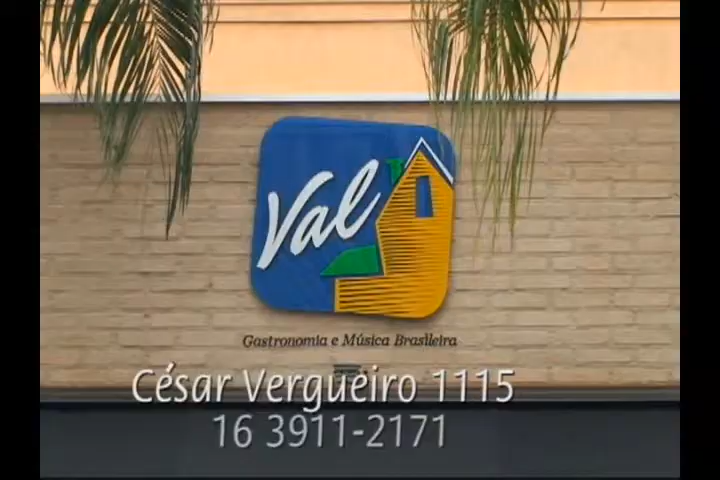 Val
Gastronomia e Música Brasileira
César Vergueiro 1115
16 3911-2171